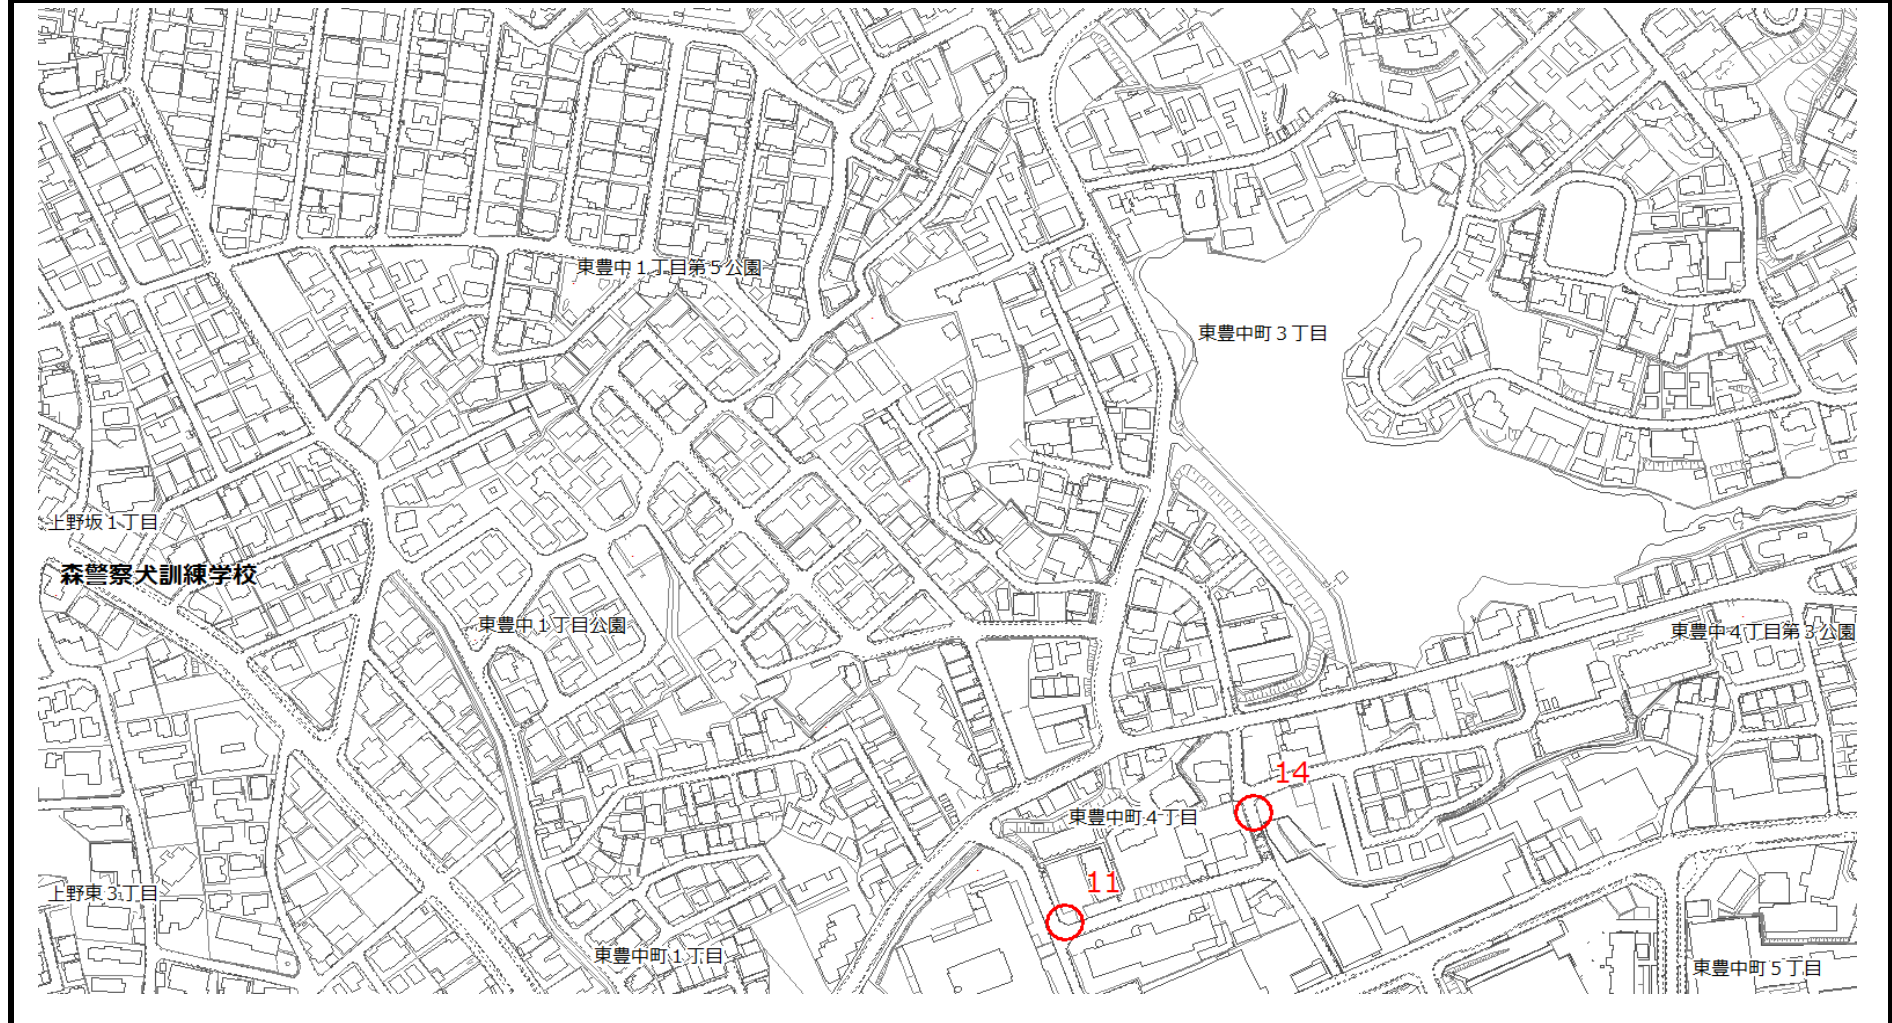 東豊中１丁目第５公園
東豊中町３丁目
上野坂１丁目
森警察犬訓練学校
東豊中１丁目公園
東豊中４丁目第３公園
14
東豊中町４丁目
11
上野東３丁目
東豊中町１丁目
東豊中町５丁目